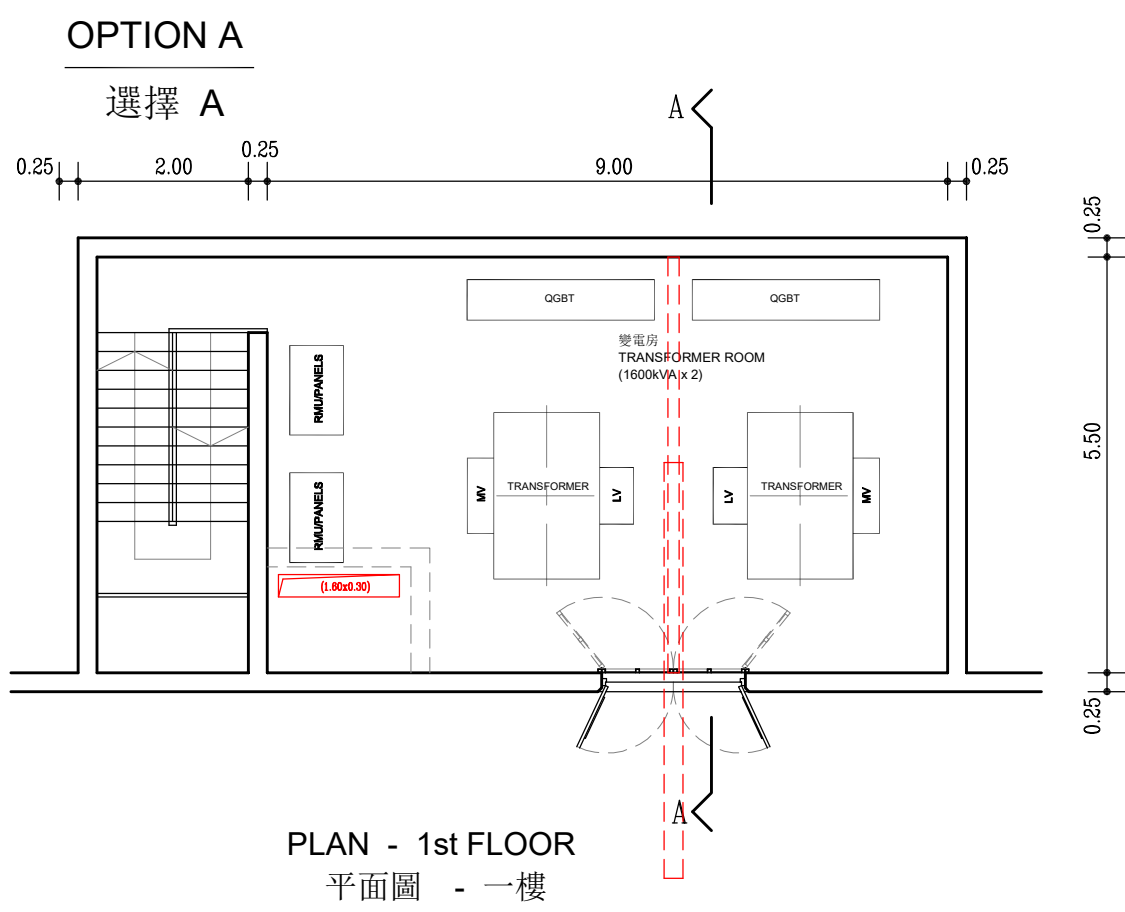 OPTION A
選擇 A
A
0.25
2.00
0.25
9.00
0.25
0.25
5.50
0.25
QGBT
QGBT
變電房
TRANSFORMER ROOM
(1600kVA x 2)
RMU/PANELS
RMU/PANELS
MV
TRANSFORMER
LV
LV
TRANSFORMER
MV
(1.60x0.30)
A
PLAN - 1st FLOOR
平面圖 - 一樓